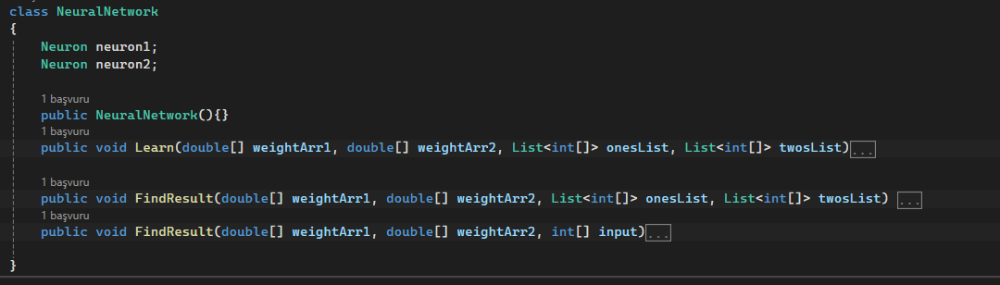 class NeuralNetwork
{
Neuron neuron1;
Neuron neuron2;
1 başvuru
public NeuralNetwork(){}
1 başvuru
public void Learn(double[] weightArr1, double[] weightArr2, List<int[]> onesList, List<int[]> twosList)...
1 başvuru
public void FindResult(double[] weightArr1, double[] weightArr2, List<int[]> onesList, List<int[]> twosList) ...
1 başvuru
public void FindResult(double[] weightArr1, double[] weightArr2, int[] input)...
}